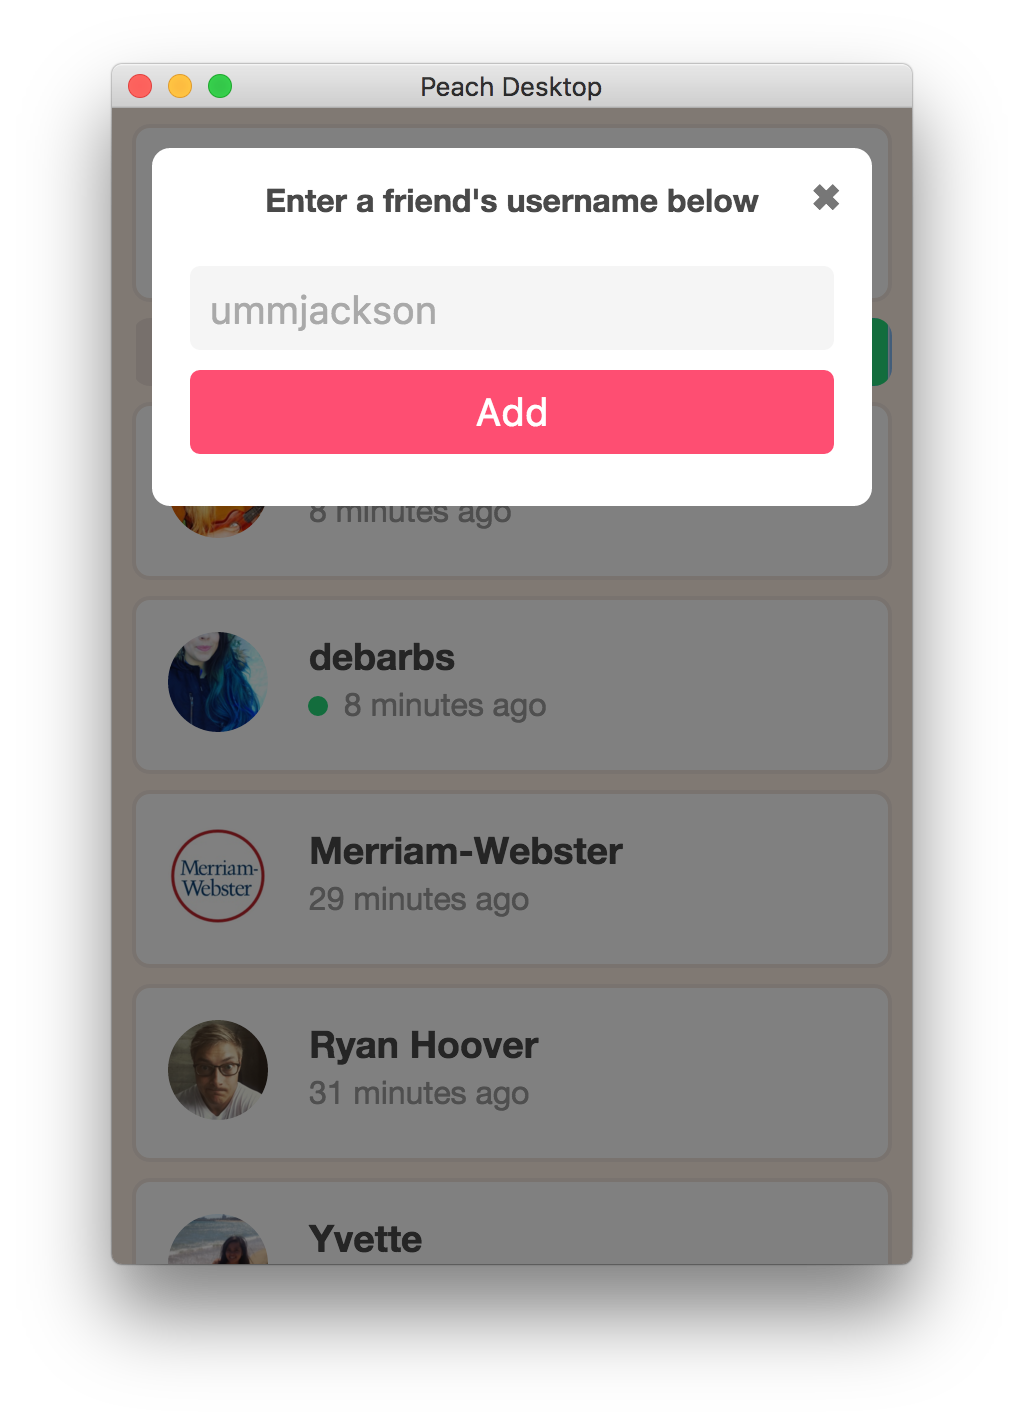 Peach Desktop
Enter a friend's username below
✖
ummjackson
Add
8 minutes ago
debarbs
8 minutes ago
Merriam-Webster
Merriam-
Webster
29 minutes ago
Ryan Hoover
31 minutes ago
Yvette